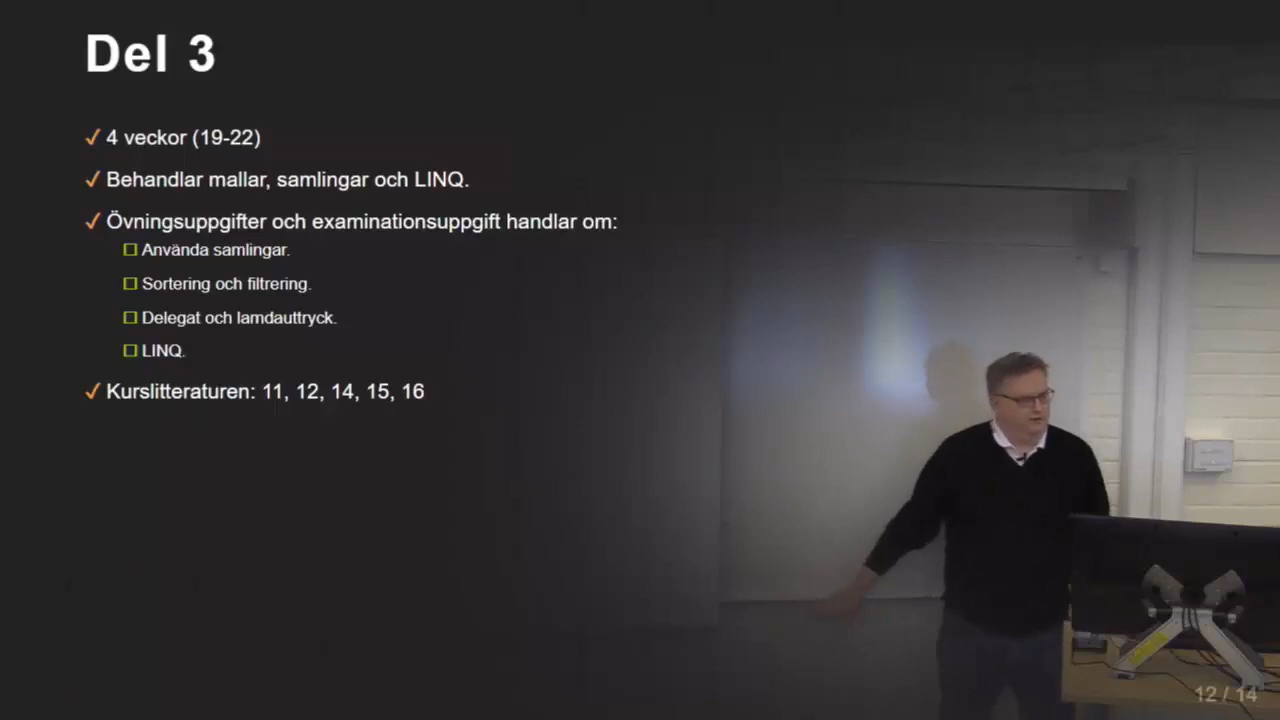 Del 3
✓ 4 veckor (19-22)
✓ Behandlar mallar, samlingar och LINQ.
✓ Övningsuppgifter och examinationsuppgift handlar om:
☐ Använda samlingar.
☐ Sortering och filtrering.
☐ Delegat och lamdauttryck.
☐ LINQ.
✓ Kurslitteraturen: 11, 12, 14, 15, 16
12 / 14